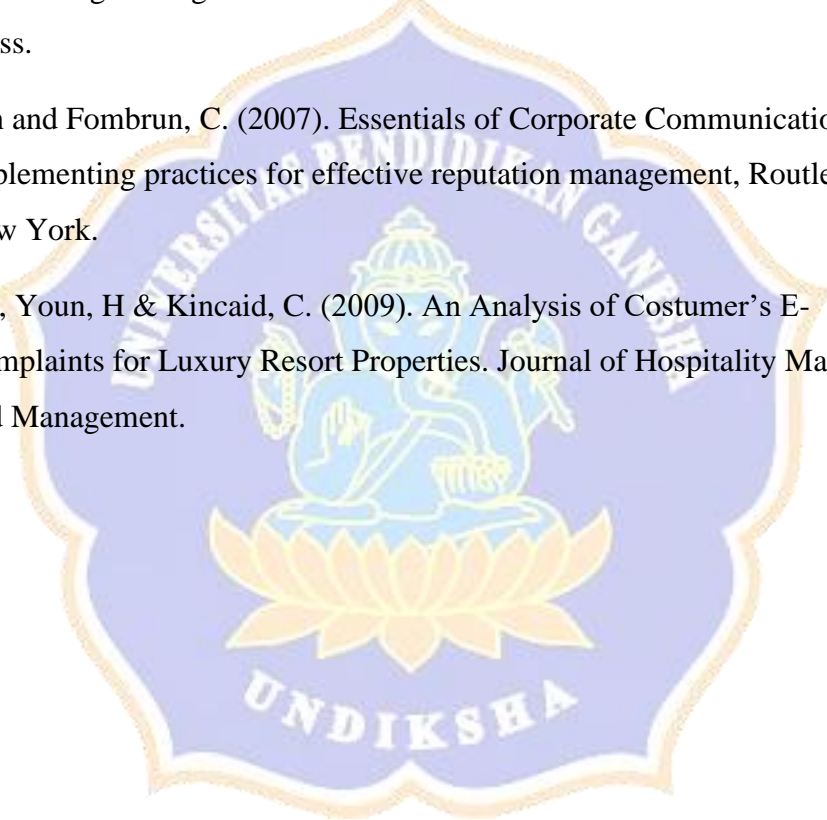 ss.
n and Fombrun, C. (2007). Essentials of Corporate Communicatio
plementing practices for effective reputation management, Routle
w York.
, Youn, H & Kincaid, C. (2009). An Analysis of Costumer’s E-
mplaints for Luxury Resort Properties. Journal of Hospitality Ma
d Management.
UNIVERSITAS PENDIDIKAN GANESHA
UNDIKSHA